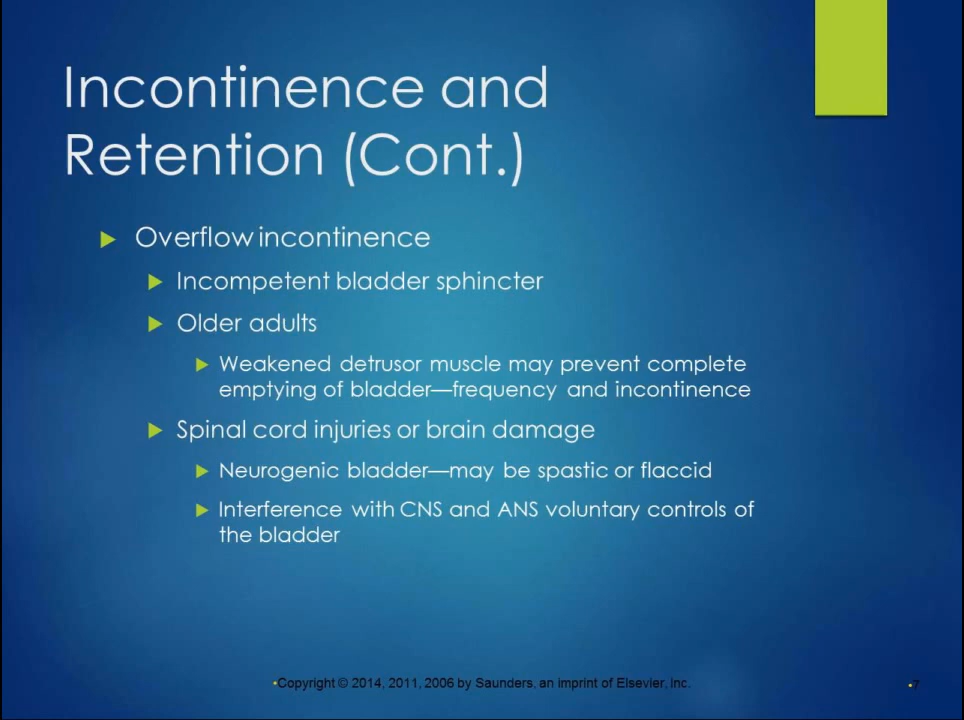 Incontinence and
Retention (Cont.)
Overflow incontinence
Incompetent bladder sphincter
Older adults
Weakened detrusor muscle may prevent complete
emptying of bladder—frequency and incontinence
Spinal cord injuries or brain damage
Neurogenic bladder—may be spastic or flaccid
Interference with CNS and ANS voluntary controls of
the bladder
•Copyright © 2014, 2011, 2006 by Saunders, an imprint of Elsevier, Inc.
•7